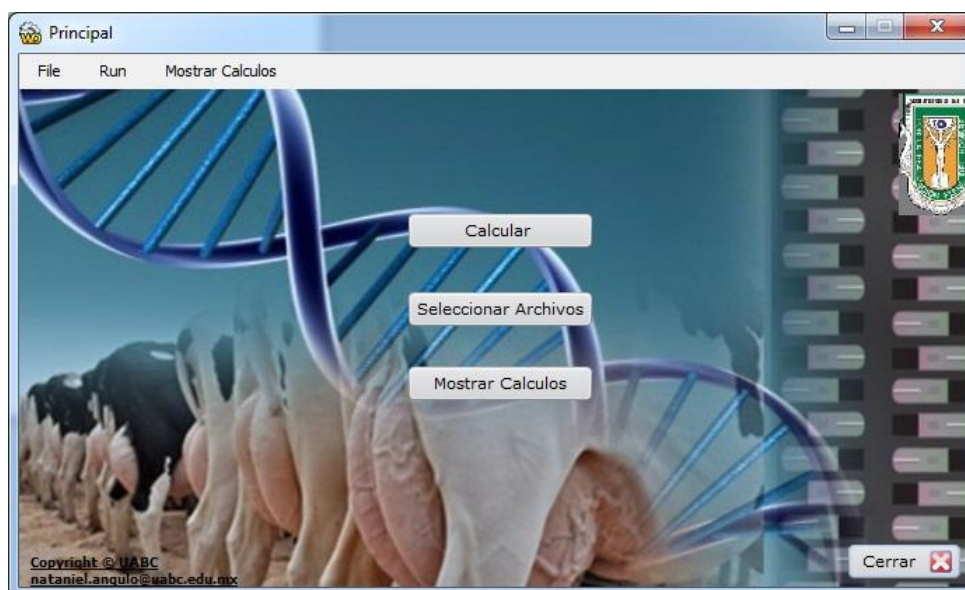 Principal
File Run Mostrar Calculos
Calcular
Seleccionar Archivos
Mostrar Calculos
Copyright © UABC
nataniel.angulo@uabc.edu.mx
Cerrar